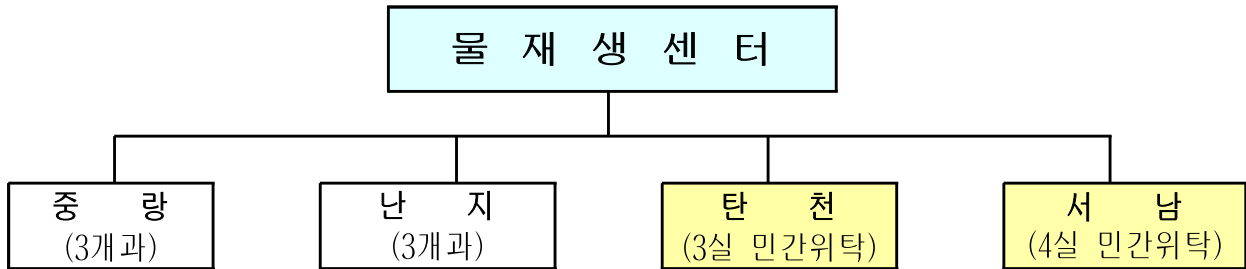 물 재 생 센 터
중 랑
(3개과)
난 지
(3개과)
탄 천
(3실 민간위탁)
서 남
(4실 민간위탁)